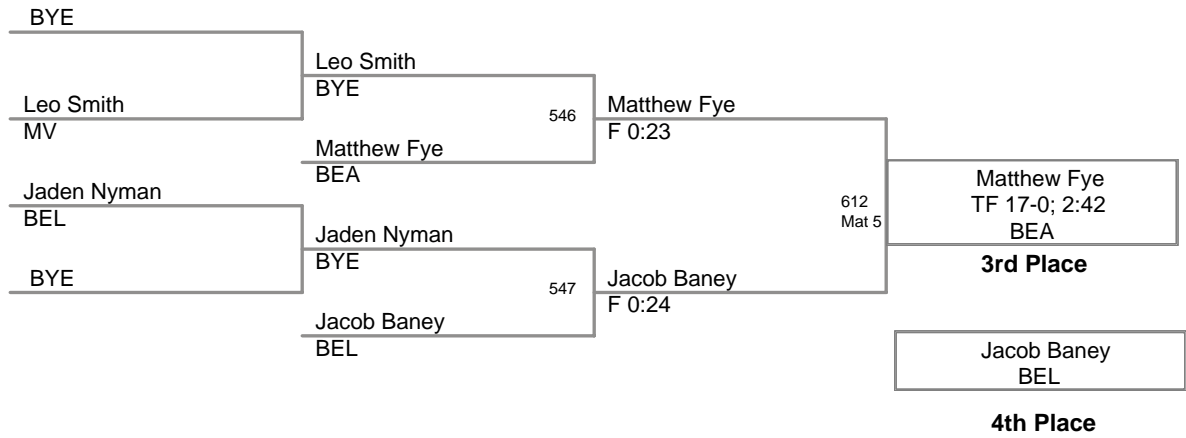 BYE
Leo Smith
MV
Jaden Nyman
BEL
BYE
Leo Smith
BYE
546
Matthew Fye
BEA
Jaden Nyman
BYE
547
Jacob Baney
BEL
Matthew Fye
F 0:23
612
Mat 5
Jacob Baney
F 0:24
Matthew Fye
TF 17-0; 2:42
BEA
3rd Place
Jacob Baney
BEL
4th Place